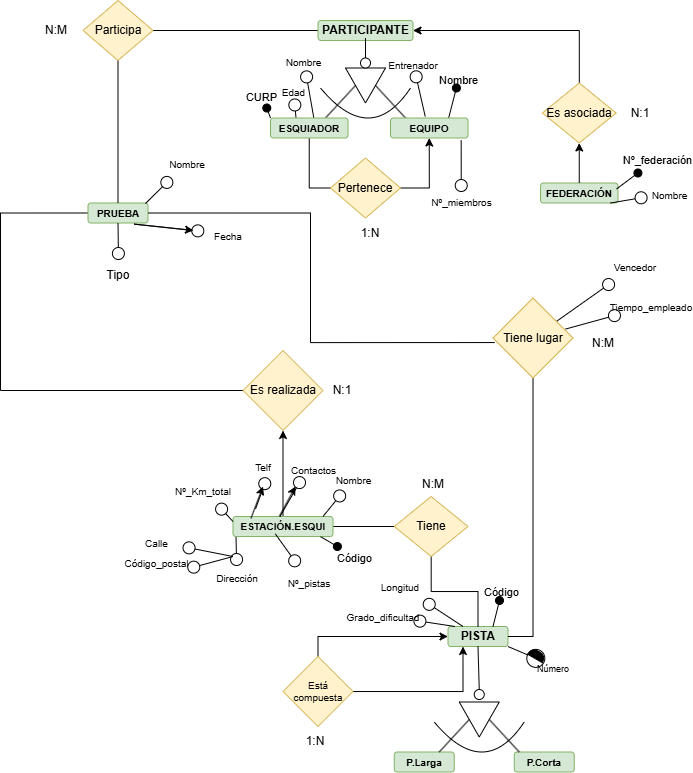 N:M
Participa
PARTICIPANTE
Nombre
Entrenador
Nombre
CURP
Edad
ESQUIADOR
EQUIPO
Es asociada
N:1
Nº_federación
Nombre
FEDERACIÓN
Pertenece
1:N
Nº_miembros
Nombre
PRUEBA
Fecha
Tipo
Vencedor
Tiempo_empleado
Tiene lugar
N:M
Es realizada
N:1
Telf
Contactos
Nombre
Nº_Km_total
ESTACIÓN.ESQUI
N:M
Tiene
Calle
Código_postal
Dirección
Nº_pistas
Código
Longitud
Código
Grado_dificultad
PISTA
Número
Está
compuesta
1:N
P.Larga
P.Corta